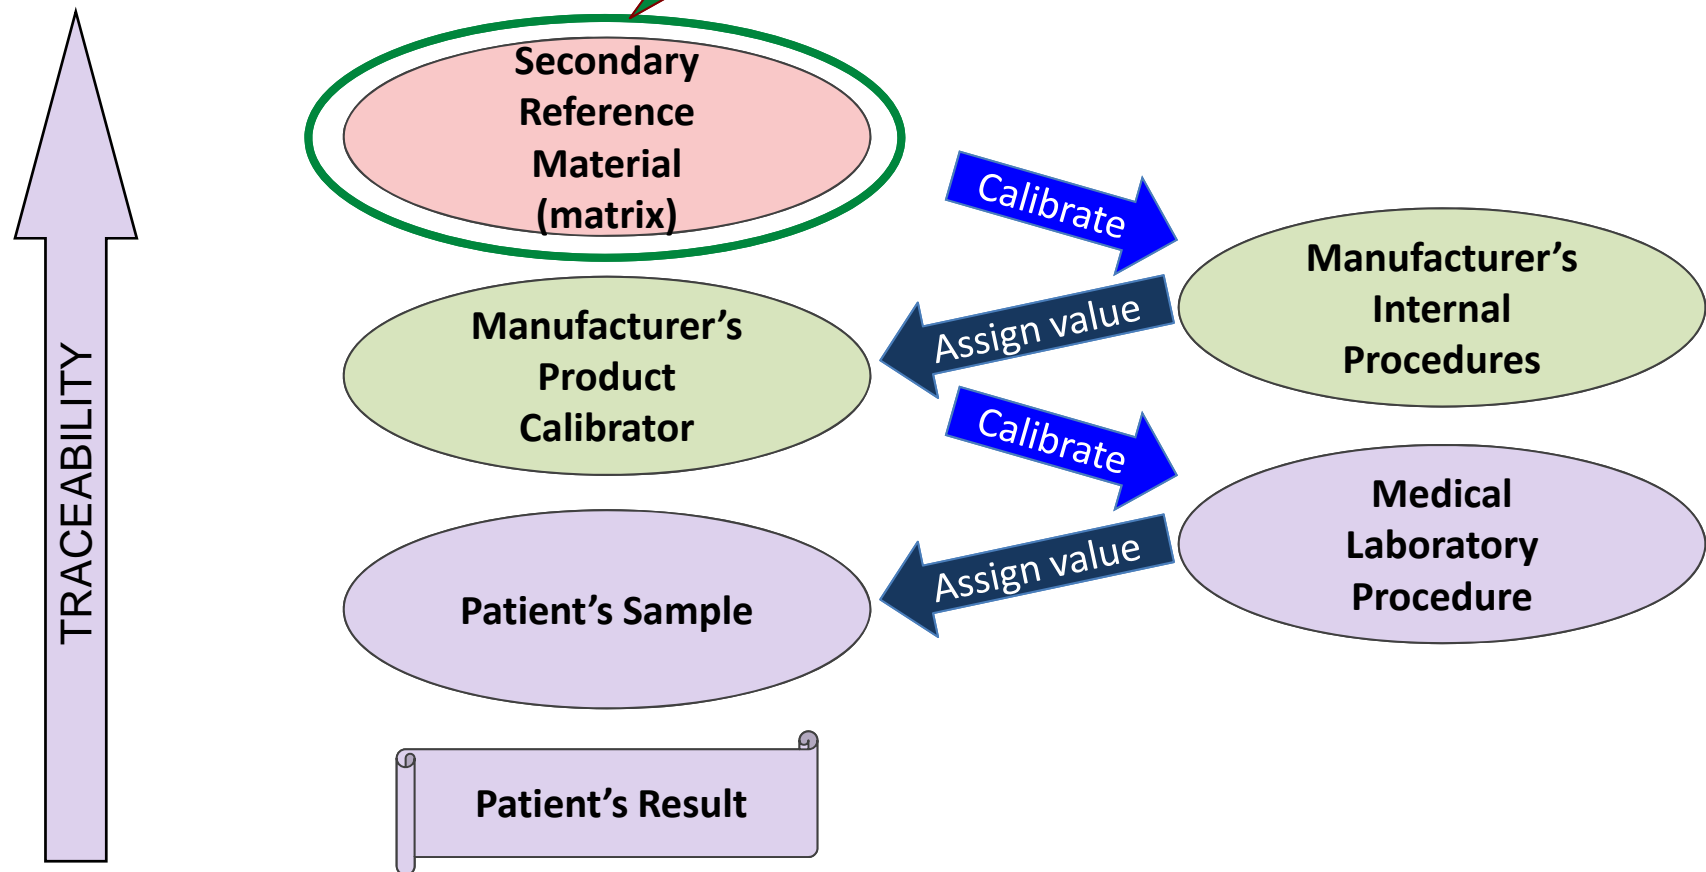 TRACEABILITY
Secondary
Reference
Material
(matrix)
Calibrate
Manufacturer’s
Internal
Procedures
Assign value
Manufacturer’s
Product
Calibrator
Calibrate
Medical
Laboratory
Procedure
Assign value
Patient’s Sample
Patient’s Result